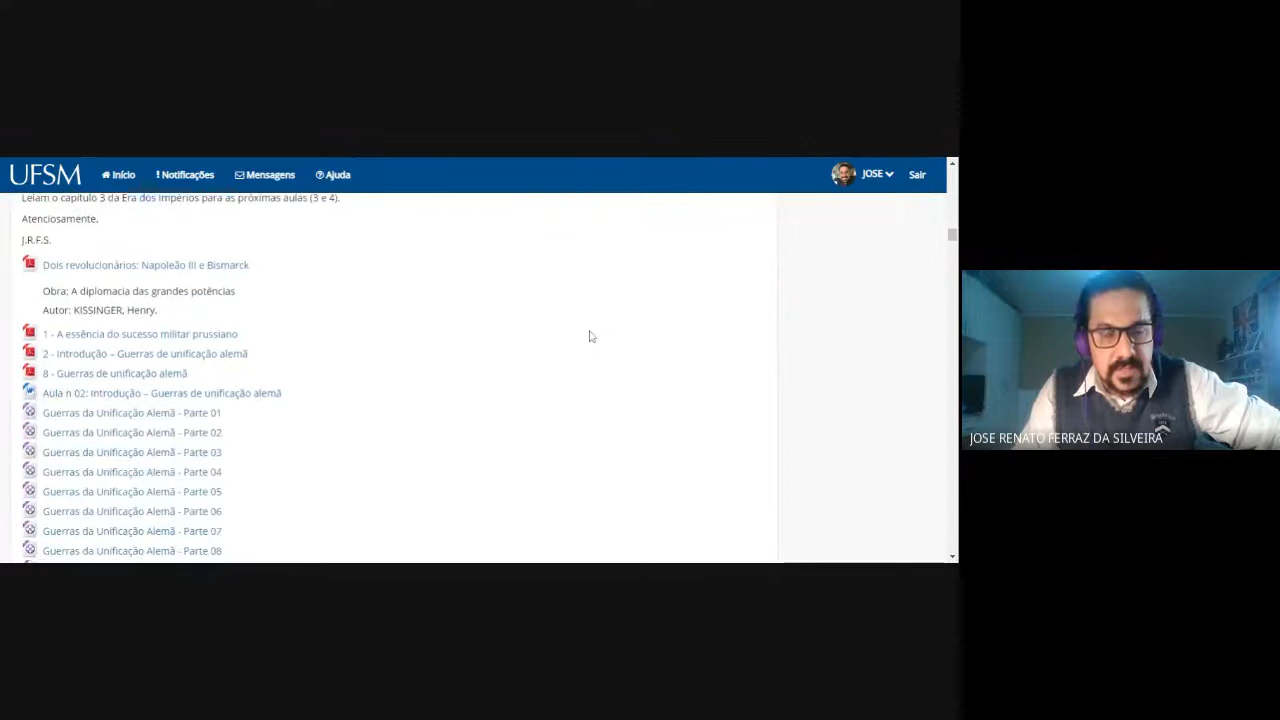 UFSM Início Notificações Mensagens Ajuda JOSE Sair
Leiam o capítulo 3 da Era dos Impérios para as próximas aulas (3 e 4).
Atenciosamente,
J.R.F.S.
Dois revolucionários: Napoleão III e Bismarck
Obra: A diplomacia das grandes potências
Autor: KISSINGER, Henry.
1 - A essência do sucesso militar prussiano
2 - Introdução – Guerras de unificação alemã
8 - Guerras de unificação alemã
Aula n 02: Introdução – Guerras de unificação alemã
Guerras da Unificação Alemã - Parte 01
Guerras da Unificação Alemã - Parte 02
Guerras da Unificação Alemã - Parte 03
Guerras da Unificação Alemã - Parte 04
Guerras da Unificação Alemã - Parte 05
Guerras da Unificação Alemã - Parte 06
Guerras da Unificação Alemã - Parte 07
Guerras da Unificação Alemã - Parte 08
JOSE RENATO FERRAZ DA SILVEIRA